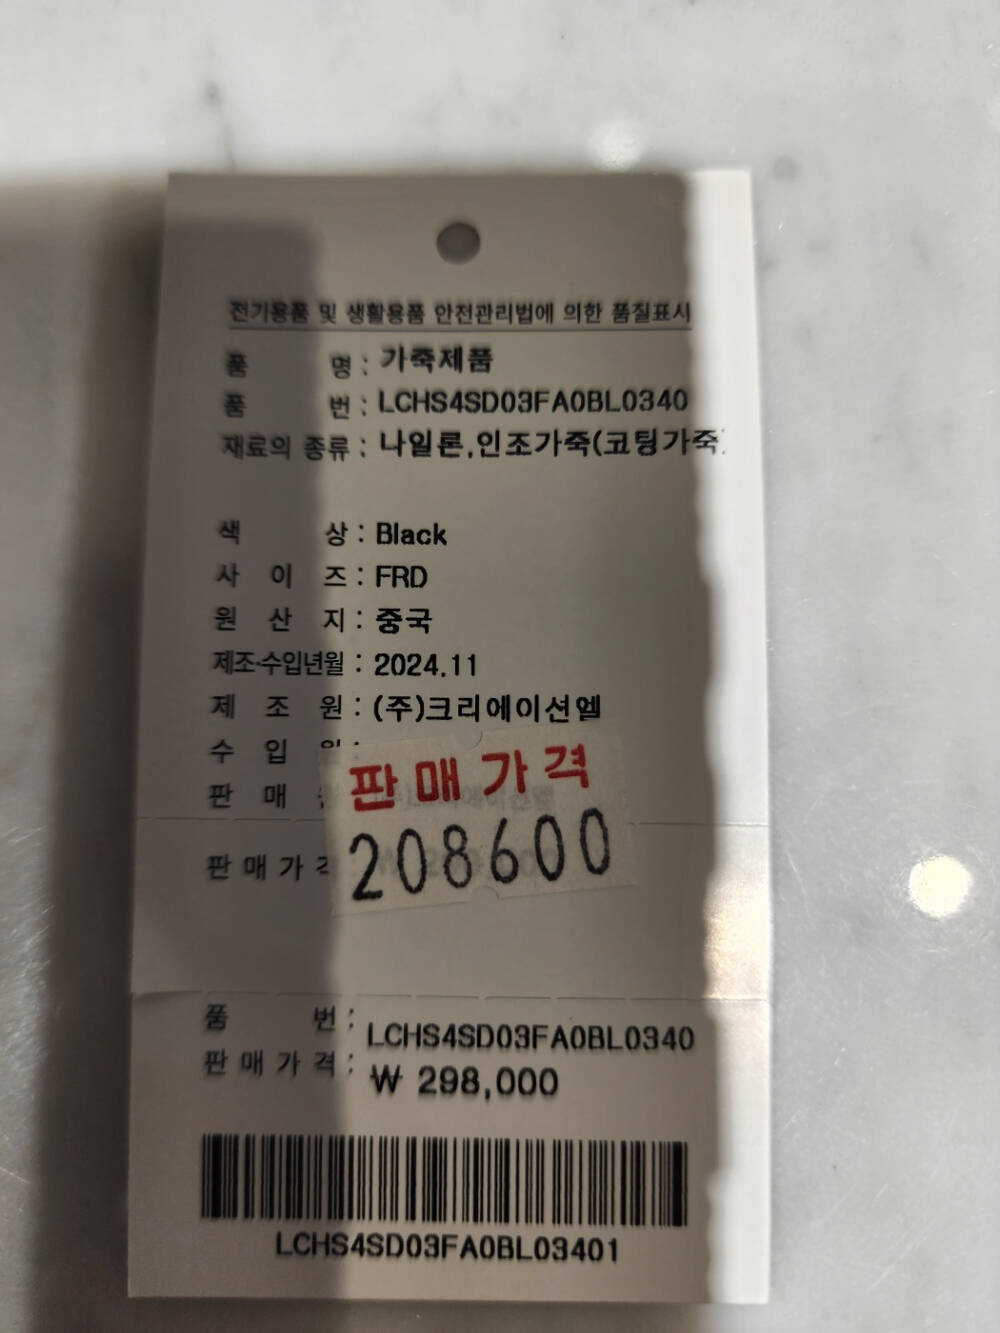 전기용품 및 생활용품 안전관리법에 의한 품질표시
품 명 : 가죽제품
품 번 : LCHS4SD03FA0BL0340
재료의 종류 : 나일론,인조가죽(코팅가죽)
색 상 : Black
사 이 즈 : FRD
원 산 지 : 중국
제조·수입년월 : 2024.11
제 조 원 : (주)크리에이션엘
수 입 원 :
판 매 원
판매가격
판매가격
208600
품 번 : LCHS4SD03FA0BL0340
판매가격 : ₩ 298,000
LCHS4SD03FA0BL03401